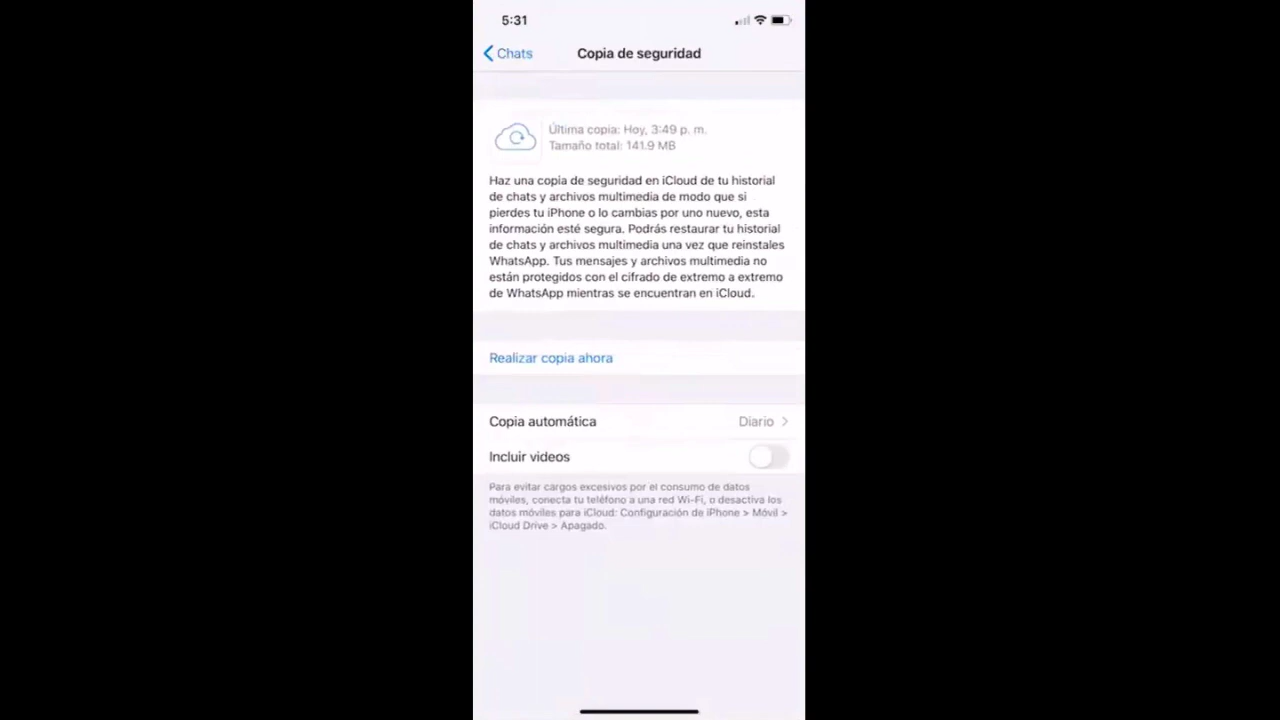 5:31
Chats
Copia de seguridad
Última copia: Hoy, 3:49 p. m.
Tamaño total: 141.9 MB
Haz una copia de seguridad en iCloud de tu historial
de chats y archivos multimedia de modo que si
pierdes tu iPhone o lo cambias por uno nuevo, esta
información esté segura. Podrás restaurar tu historial
de chats y archivos multimedia una vez que reinstales
WhatsApp. Tus mensajes y archivos multimedia no
están protegidos con el cifrado de extremo a extremo
de WhatsApp mientras se encuentran en iCloud.
Realizar copia ahora
Copia automática
Diario
Incluir videos
Para evitar cargos excesivos por el consumo de datos
móviles, conecta tu teléfono a una red Wi-Fi, o desactiva los
datos móviles para iCloud: Configuración de iPhone > Móvil >
iCloud Drive > Apagado.